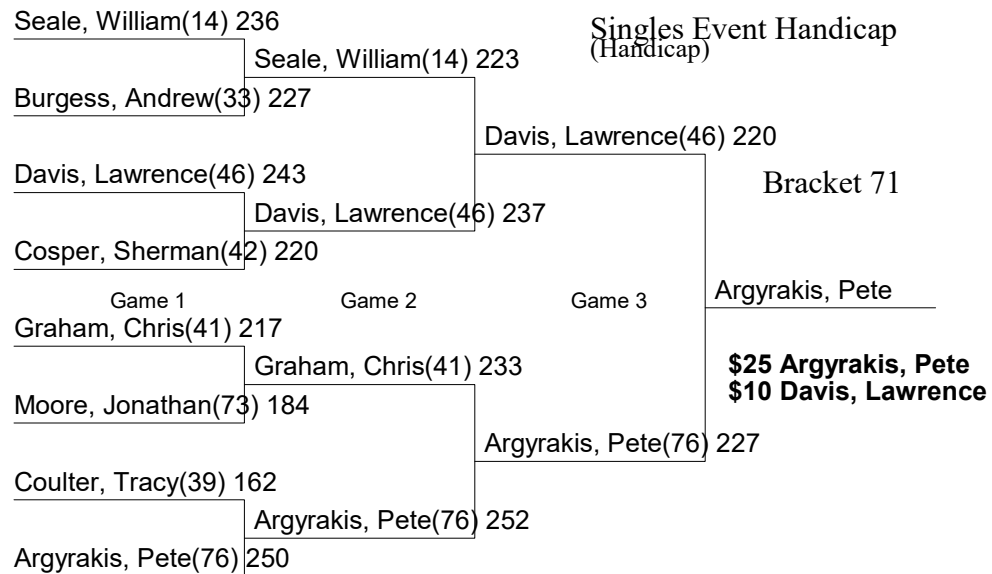 Seale, William(14) 236
Singles Event Handicap
(Handicap)
Seale, William(14) 223
Burgess, Andrew(33) 227
Davis, Lawrence(46) 220
Davis, Lawrence(46) 243
Bracket 71
Davis, Lawrence(46) 237
Cosper, Sherman(42) 220
Game 1
Game 2
Game 3
Argyrakis, Pete
Graham, Chris(41) 217
Graham, Chris(41) 233
$25 Argyrakis, Pete
$10 Davis, Lawrence
Moore, Jonathan(73) 184
Argyrakis, Pete(76) 227
Coulter, Tracy(39) 162
Argyrakis, Pete(76) 252
Argyrakis, Pete(76) 250